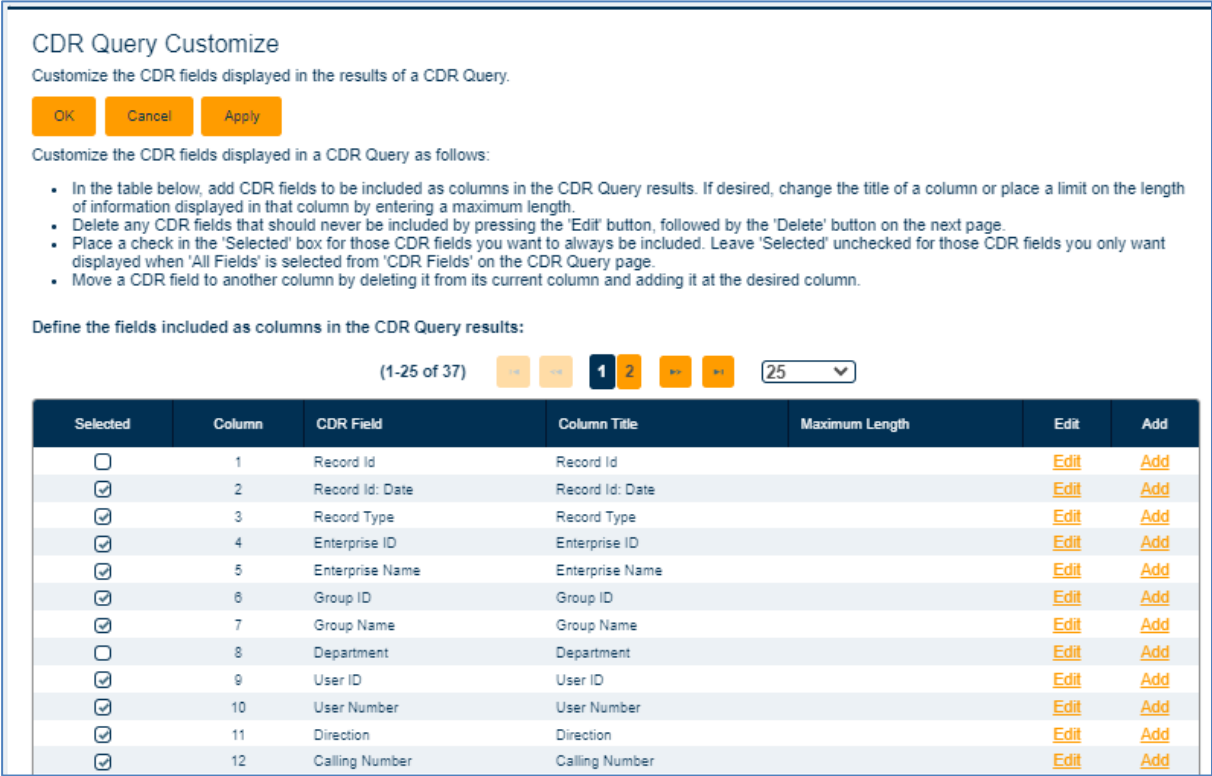 CDR Query Customize
Customize the CDR fields displayed in the results of a CDR Query.
OK Cancel Apply
Customize the CDR fields displayed in a CDR Query as follows:
• In the table below, add CDR fields to be included as columns in the CDR Query results. If desired, change the title of a column or place a limit on the length
of information displayed in that column by entering a maximum length.
• Delete any CDR fields that should never be included by pressing the 'Edit' button, followed by the 'Delete' button on the next page.
• Place a check in the 'Selected' box for those CDR fields you want to always be included. Leave 'Selected' unchecked for those CDR fields you only want
displayed when 'All Fields' is selected from 'CDR Fields' on the CDR Query page.
• Move a CDR field to another column by deleting it from its current column and adding it at the desired column.
Define the fields included as columns in the CDR Query results:
(1-25 of 37) 1 2 25
Selected Column CDR Field Column Title Maximum Length Edit Add
1 Record Id Record Id Edit Add
2 Record Id: Date Record Id: Date Edit Add
3 Record Type Record Type Edit Add
4 Enterprise ID Enterprise ID Edit Add
5 Enterprise Name Enterprise Name Edit Add
6 Group ID Group ID Edit Add
7 Group Name Group Name Edit Add
8 Department Department Edit Add
9 User ID User ID Edit Add
10 User Number User Number Edit Add
11 Direction Direction Edit Add
12 Calling Number Calling Number Edit Add